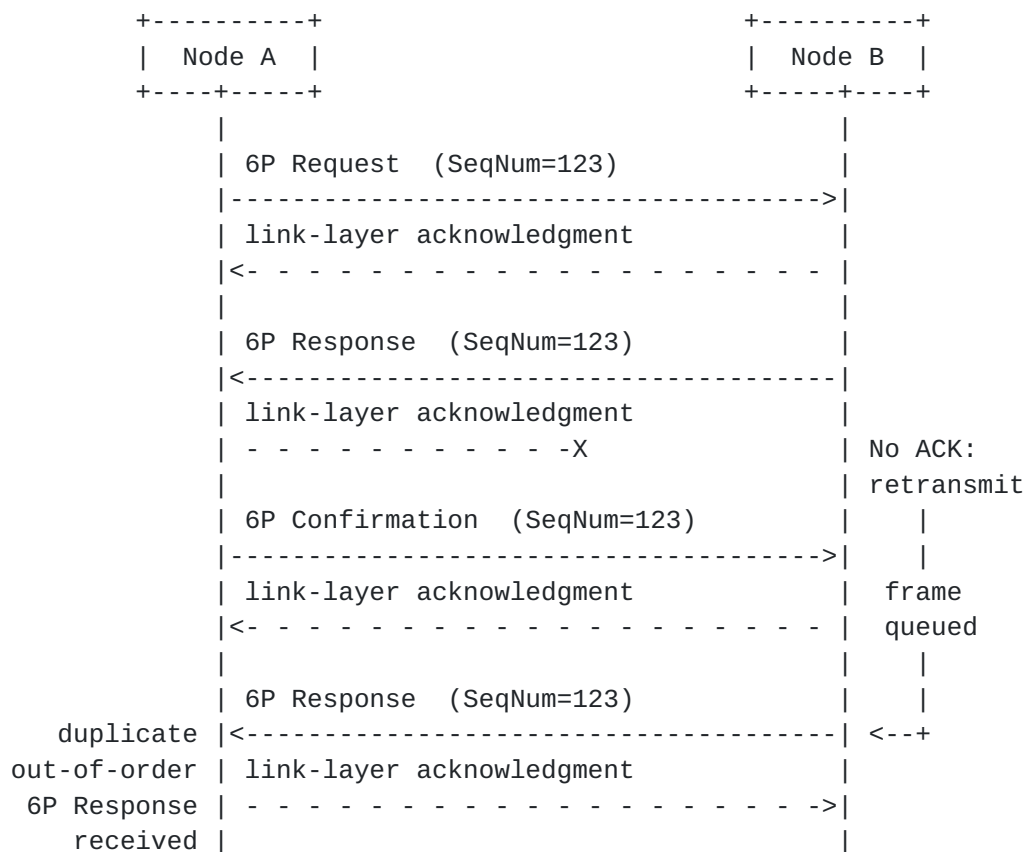 +----------+                           +----------+
|  Node A  |                           |  Node B  |
+----+-----+                           +-----+----+
     |                                       |
     | 6P Request  (SeqNum=123)              |
     |-------------------------------------->|
     | link-layer acknowledgment             |
     |<- - - - - - - - - - - - - - - - - - - |
     |                                       |
     | 6P Response  (SeqNum=123)             |
     |<--------------------------------------|
     | link-layer acknowledgment             |
     | - - - - - - - - - - -X                | No ACK:
     |                                       | retransmit
     | 6P Confirmation  (SeqNum=123)         |    |
     |-------------------------------------->|    |
     | link-layer acknowledgment             |  frame
     |<- - - - - - - - - - - - - - - - - - - |  queued
     |                                       |    |
     | 6P Response  (SeqNum=123)             |    |
duplicate |<--------------------------------------| <--+
out-of-order | link-layer acknowledgment             |
6P Response | - - - - - - - - - - - - - - - - - - ->|
received |                                       |